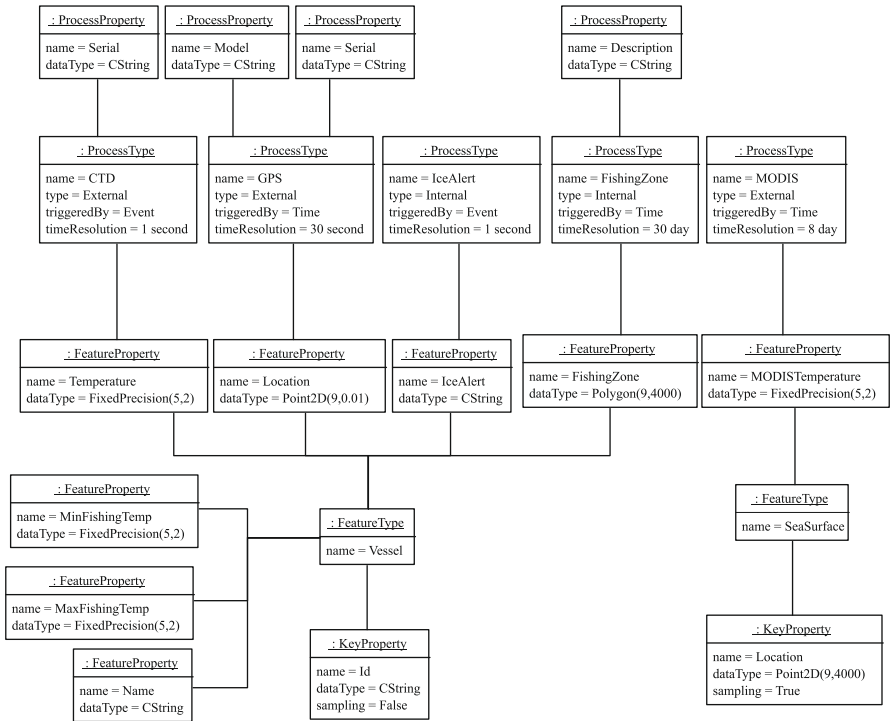 : ProcessProperty
name = Serial
dataType = CString
: ProcessProperty
name = Model
dataType = CString
: ProcessProperty
name = Serial
dataType = CString
: ProcessProperty
name = Description
dataType = CString
: ProcessType
name = CTD
type = External
triggeredBy = Event
timeResolution = 1 second
: ProcessType
name = GPS
type = External
triggeredBy = Time
timeResolution = 30 second
: ProcessType
name = IceAlert
type = Internal
triggeredBy = Event
timeResolution = 1 second
: ProcessType
name = FishingZone
type = Internal
triggeredBy = Time
timeResolution = 30 day
: ProcessType
name = MODIS
type = External
triggeredBy = Time
timeResolution = 8 day
: FeatureProperty
name = Temperature
dataType = FixedPrecision(5,2)
: FeatureProperty
name = Location
dataType = Point2D(9,0.01)
: FeatureProperty
name = IceAlert
dataType = CString
: FeatureProperty
name = FishingZone
dataType = Polygon(9,4000)
: FeatureProperty
name = MODISTemperature
dataType = FixedPrecision(5,2)
: FeatureProperty
name = MinFishingTemp
dataType = FixedPrecision(5,2)
: FeatureType
name = Vessel
: FeatureType
name = SeaSurface
: FeatureProperty
name = MaxFishingTemp
dataType = FixedPrecision(5,2)
: FeatureProperty
name = Name
dataType = CString
: KeyProperty
name = Id
dataType = CString
sampling = False
: KeyProperty
name = Location
dataType = Point2D(9,4000)
sampling = True